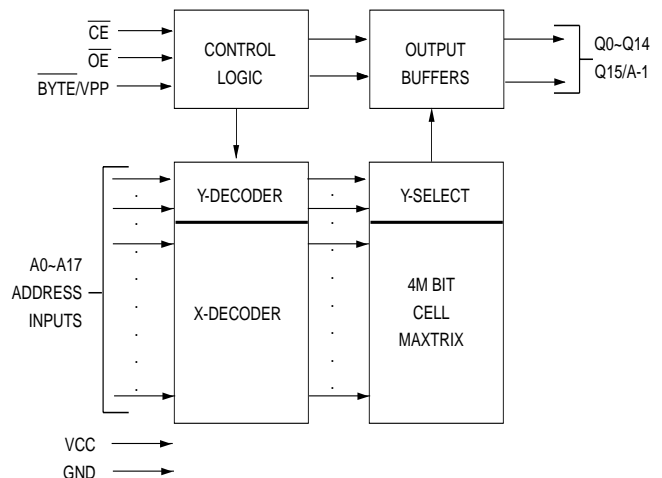 CE
OE
BYTE/VPP
CONTROL
LOGIC
OUTPUT
BUFFERS
Q0~Q14
Q15/A-1
A0~A17
ADDRESS
INPUTS
Y-DECODER
X-DECODER
Y-SELECT
4M BIT
CELL
MAXTRIX
VCC
GND